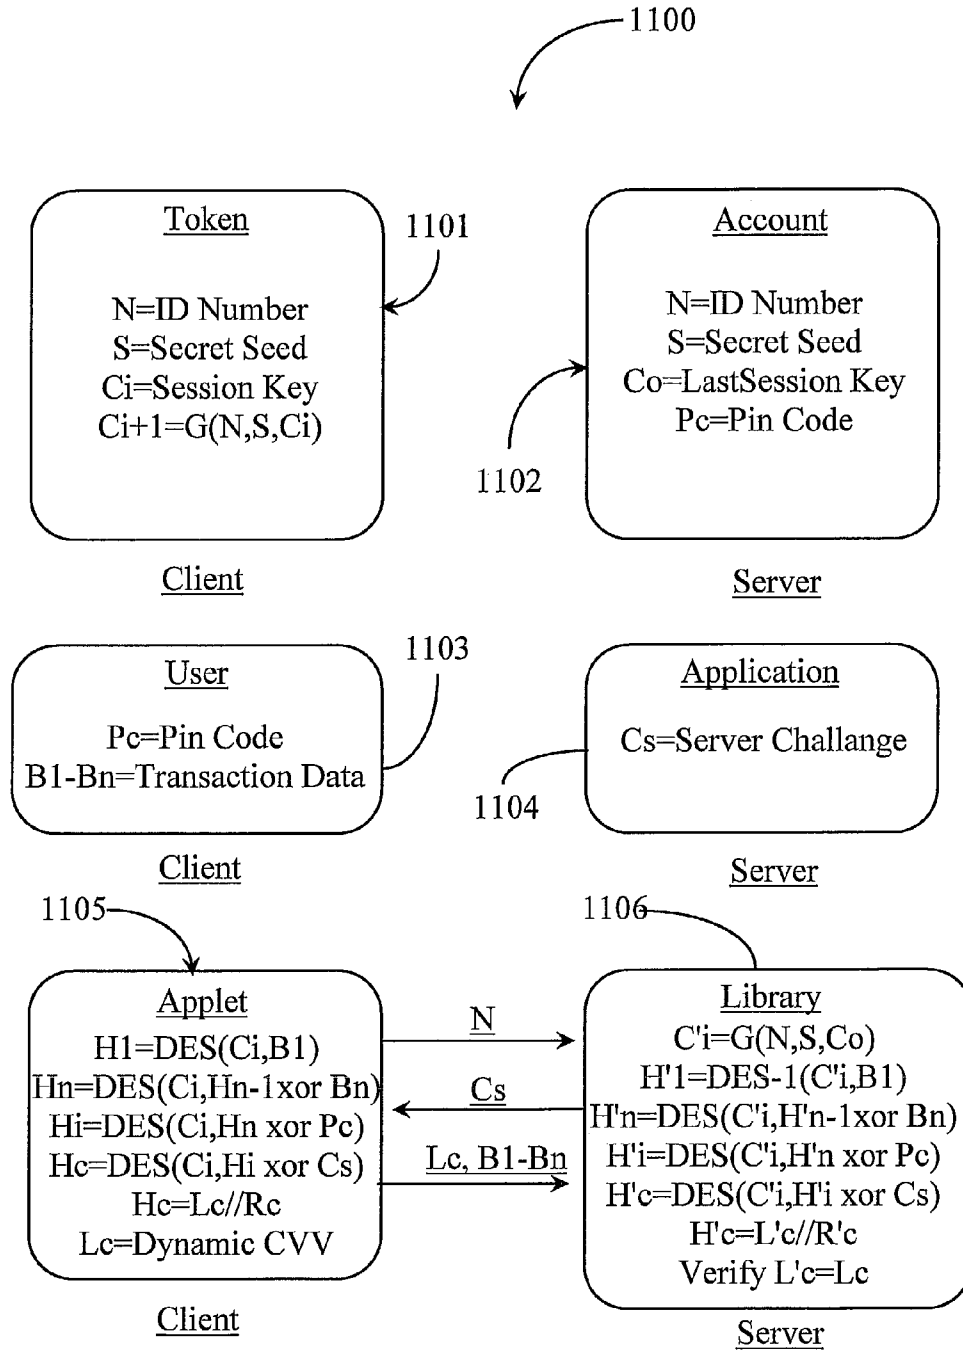 1100
Token
N=ID Number
S=Secret Seed
Ci=Session Key
Ci+1=G(N,S,Ci)
Client
1101
Account
N=ID Number
S=Secret Seed
Co=LastSession Key
Pc=Pin Code
Server
1102
User
Pc=Pin Code
B1-Bn=Transaction Data
Client
1103
Application
Cs=Server Challange
Server
1104
1105
Applet
H1=DES(Ci,B1)
Hn=DES(Ci,Hn-1xor Bn)
Hi=DES(Ci,Hn xor Pc)
Hc=DES(Ci,Hi xor Cs)
Hc=Lc//Rc
Lc=Dynamic CVV
Client
N
Cs
Lc, B1-Bn
1106
Library
C'i=G(N,S,Co)
H'1=DES-1(C'i,B1)
H'n=DES(C'i,H'n-1xor Bn)
H'i=DES(C'i,H'n xor Pc)
H'c=DES(C'i,H'i xor Cs)
H'c=L'c//R'c
Verify L'c=Lc
Server